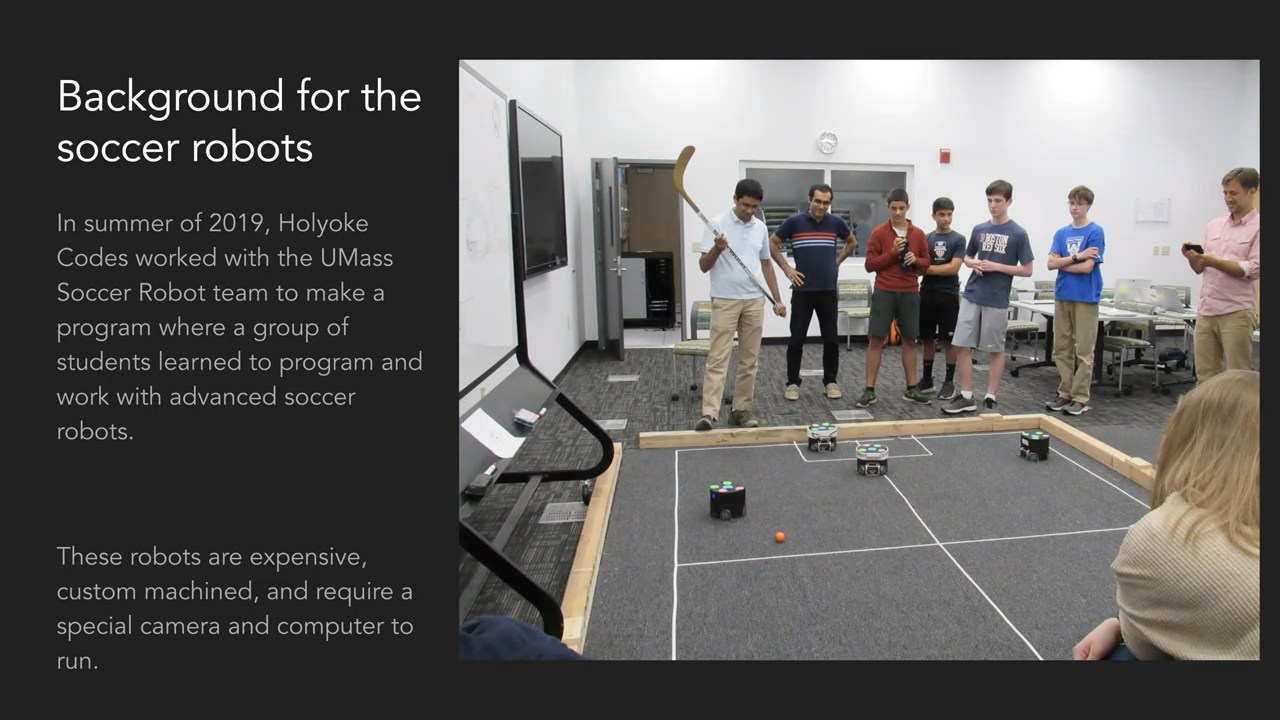 Background for the
soccer robots
In summer of 2019, Holyoke
Codes worked with the UMass
Soccer Robot team to make a
program where a group of
students learned to program and
work with advanced soccer
robots.
These robots are expensive,
custom machined, and require a
special camera and computer to
run.
BOSTON
RED SOX